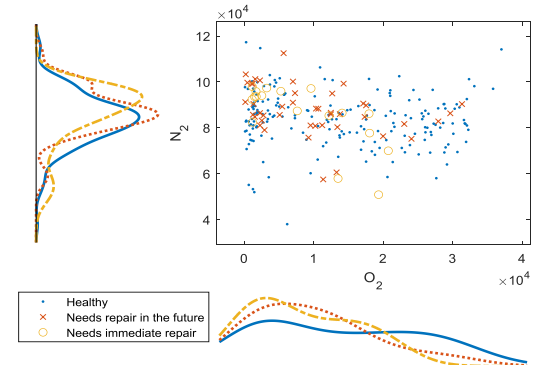 ×10⁴
12
10
8
6
4
N₂
0
1
2
3
4
O₂
×10⁴
Healthy
Needs repair in the future
Needs immediate repair